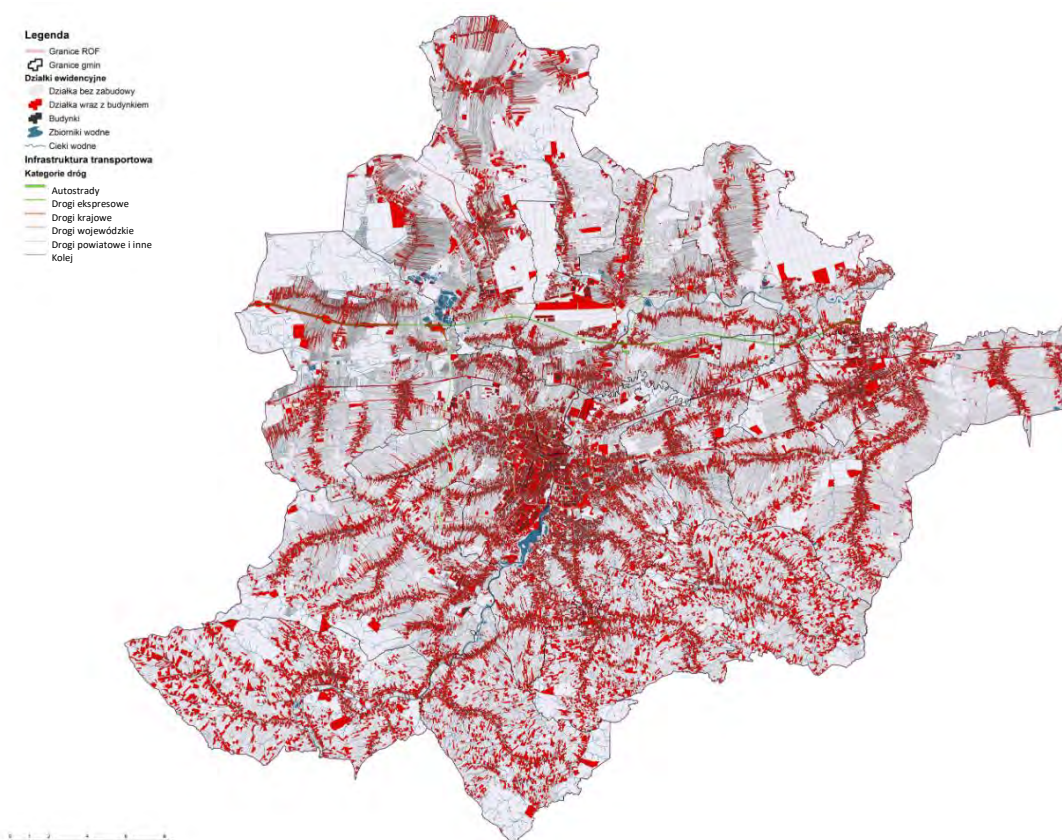 Legenda
Granice ROF
Granice gmin
Działki ewidencyjne
Działka bez zabudowy
Działka wraz z budynkiem
Budynki
Zbiorniki wodne
Cieki wodne
Infrastruktura transportowa
Kategorie dróg
Autostrady
Drogi ekspresowe
Drogi krajowe
Drogi wojewódzkie
Drogi powiatowe i inne
Kolej